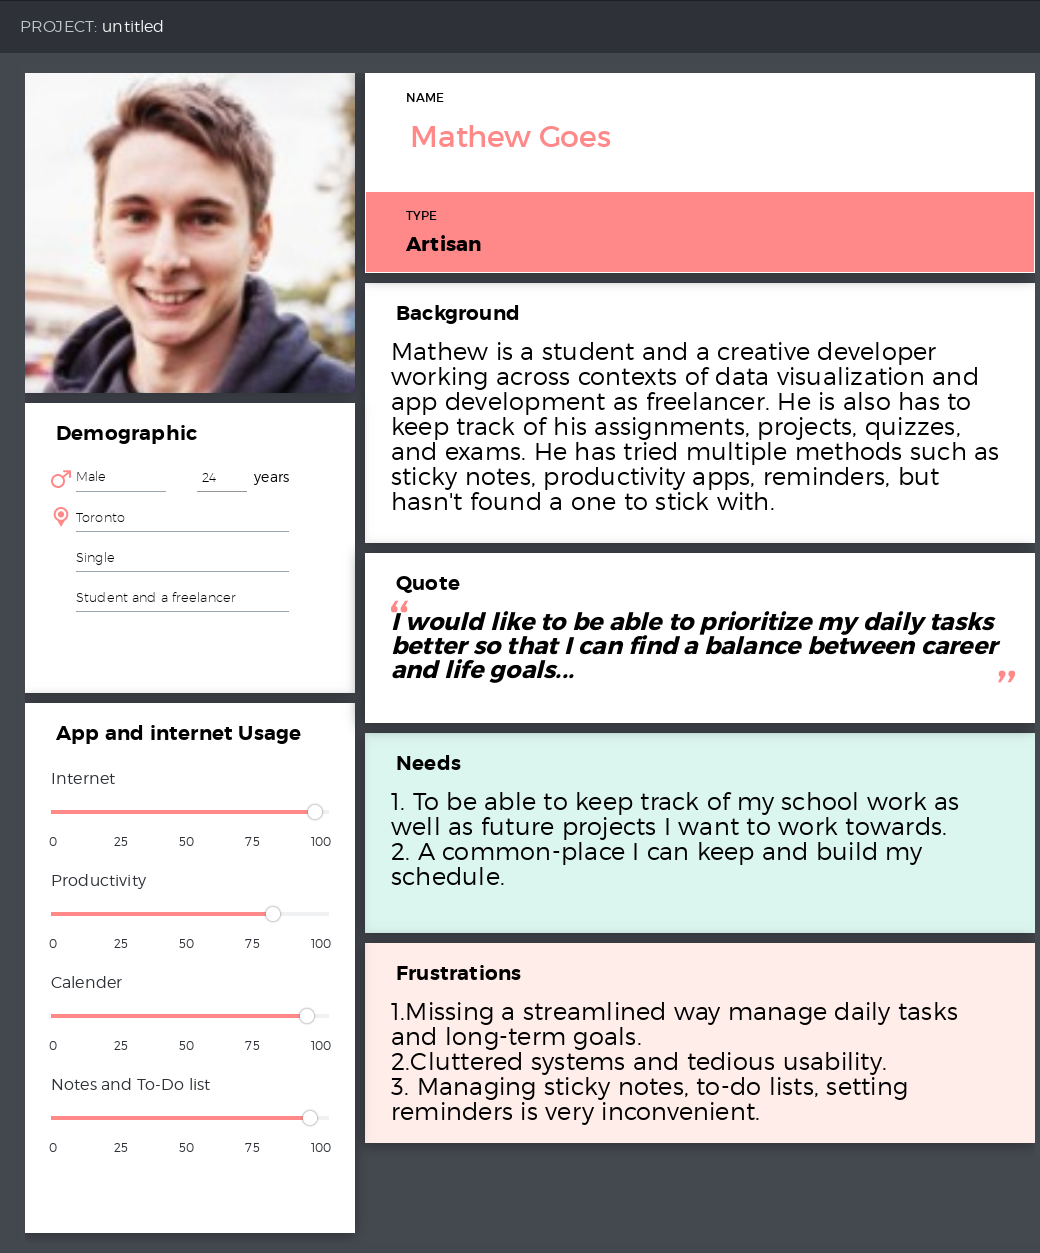 PROJECT: untitled
NAME
Mathew Goes
TYPE
Artisan
Demographic
Male 24 years
Toronto
Single
Student and a freelancer
App and internet Usage
Internet
0 25 50 75 100
Productivity
0 25 50 75 100
Calender
0 25 50 75 100
Notes and To-Do list
0 25 50 75 100
Background
Mathew is a student and a creative developer
working across contexts of data visualization and
app development as freelancer. He is also has to
keep track of his assignments, projects, quizzes,
and exams. He has tried multiple methods such as
sticky notes, productivity apps, reminders, but
hasn't found a one to stick with.
Quote
“I would like to be able to prioritize my daily tasks
better so that I can find a balance between career
and life goals...”
Needs
1. To be able to keep track of my school work as
well as future projects I want to work towards.
2. A common-place I can keep and build my
schedule.
Frustrations
1.Missing a streamlined way manage daily tasks
and long-term goals.
2.Cluttered systems and tedious usability.
3. Managing sticky notes, to-do lists, setting
reminders is very inconvenient.